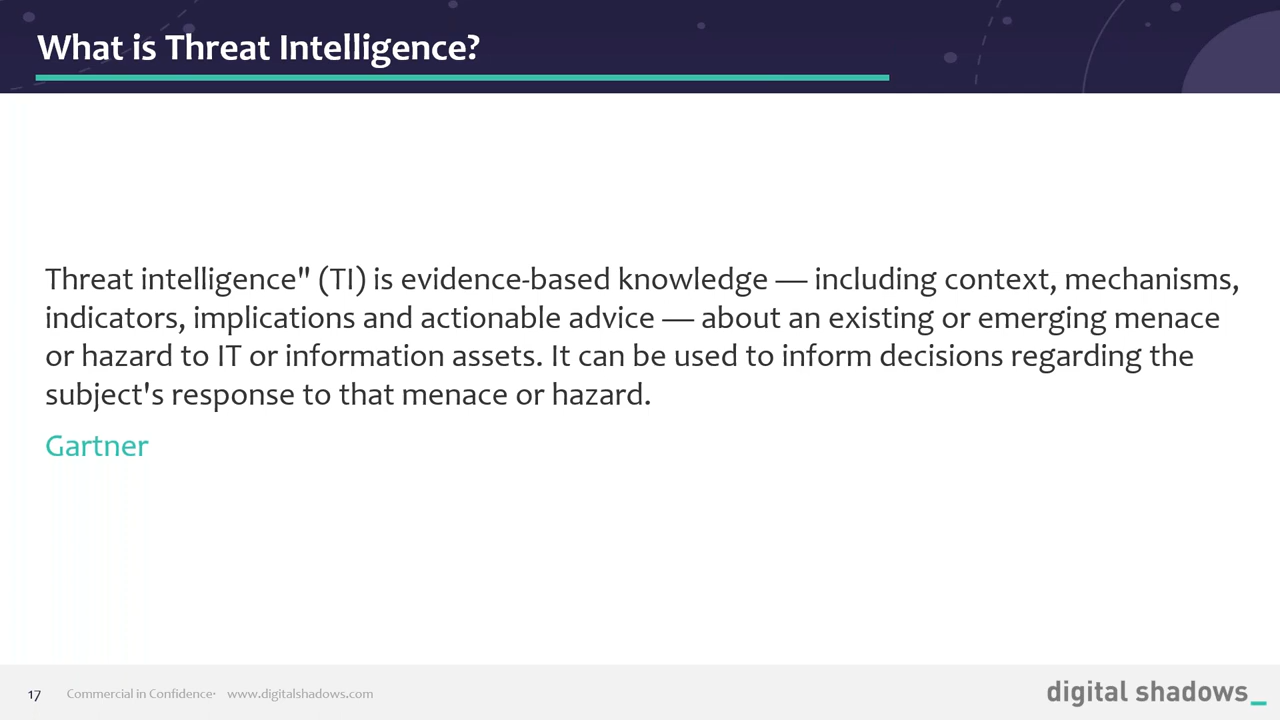 What is Threat Intelligence?
Threat intelligence" (TI) is evidence-based knowledge — including context, mechanisms,
indicators, implications and actionable advice — about an existing or emerging menace
or hazard to IT or information assets. It can be used to inform decisions regarding the
subject's response to that menace or hazard.
Gartner
17 Commercial in Confidence· www.digitalshadows.com
digital shadows_